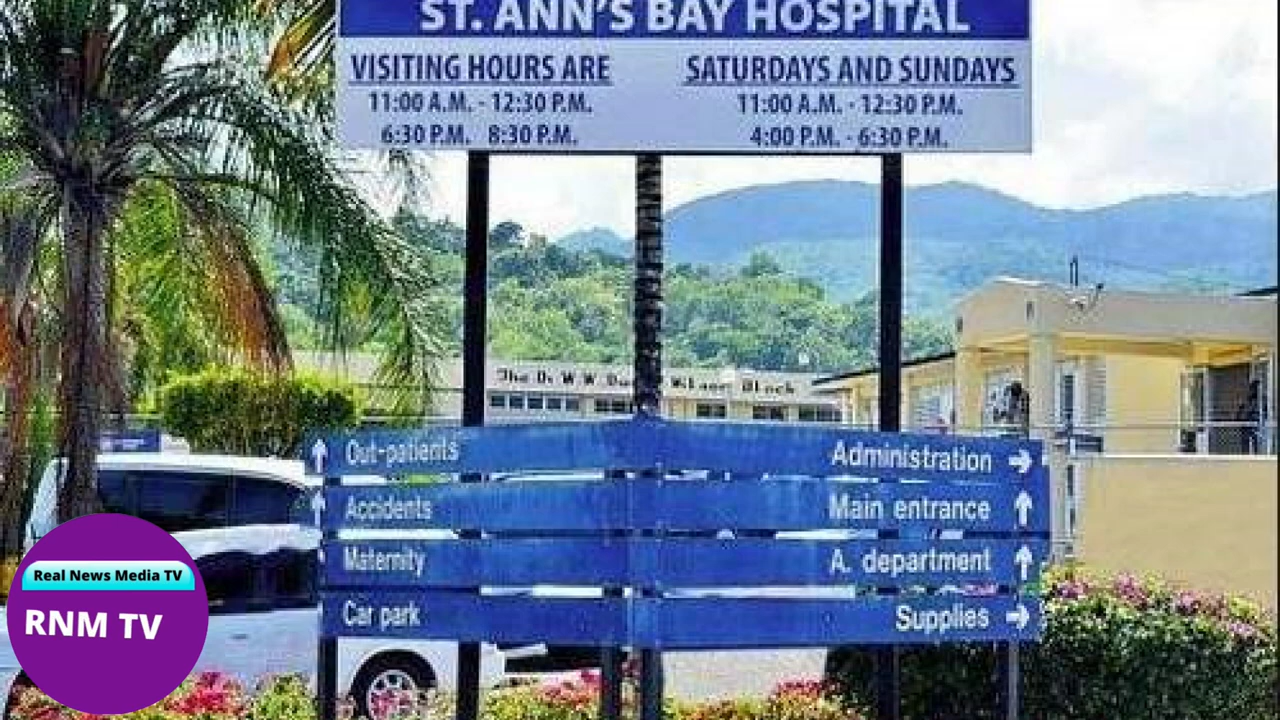 ST. ANN'S BAY HOSPITAL
VISITING HOURS ARE
11:00 A.M. - 12:30 P.M.
6:30 P.M. 8:30 P.M.
SATURDAYS AND SUNDAYS
11:00 A.M. - 12:30 P.M.
4:00 P.M. - 6:30 P.M.
The Dr W W Block
↑ Out-patients
↑ Accidents
↑ Maternity
Car park
Administration →
Main entrance ↑
A. department ↑
Supplies →
Real News Media TV
RNM TV